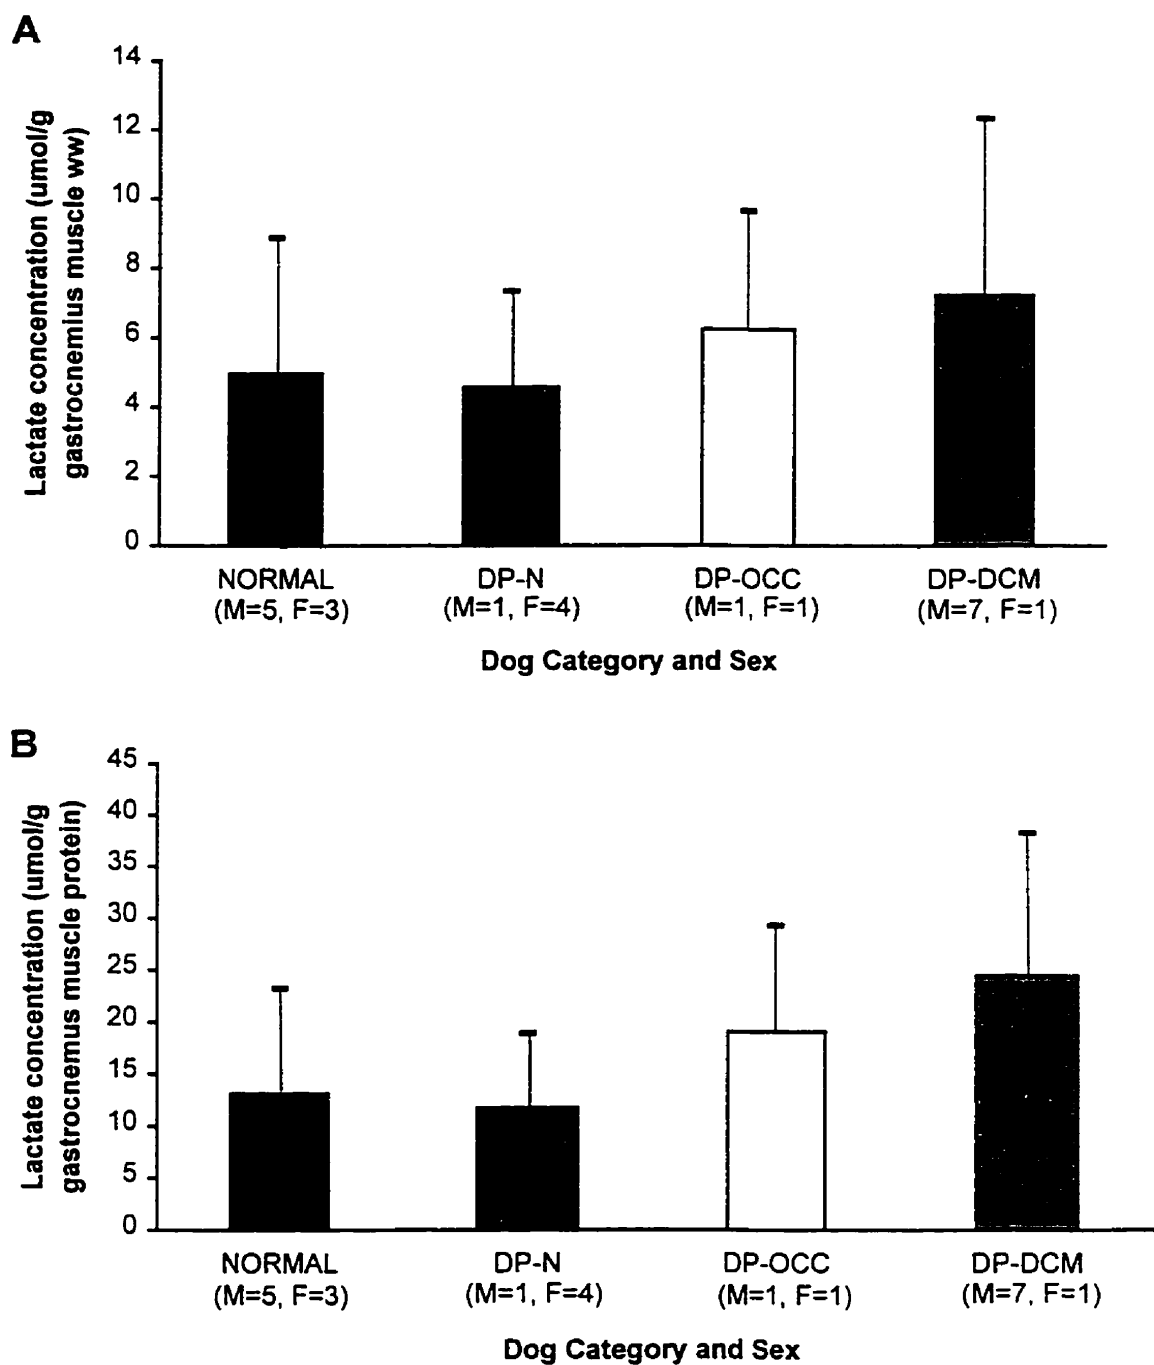 A
14
12
10
8
6
4
2
0
Lactate concentration (umol/g
gastrocnemius muscle ww)
NORMAL
(M=5, F=3)
DP-N
(M=1, F=4)
DP-OCC
(M=1, F=1)
DP-DCM
(M=7, F=1)
Dog Category and Sex
B
45
40
35
30
25
20
15
10
5
0
Lactate concentration (umol/g
gastrocnemus muscle protein)
NORMAL
(M=5, F=3)
DP-N
(M=1, F=4)
DP-OCC
(M=1, F=1)
DP-DCM
(M=7, F=1)
Dog Category and Sex